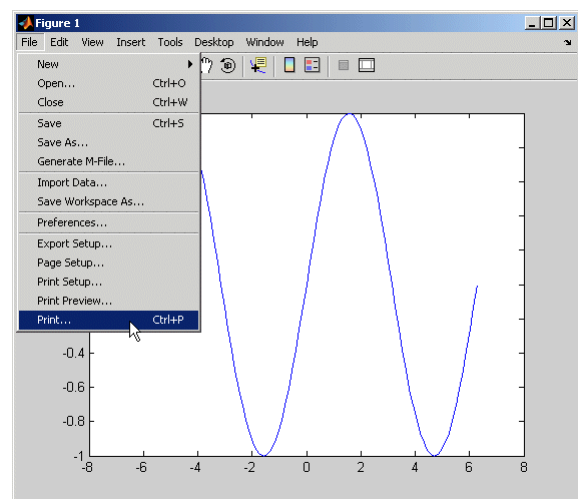 Figure 1
File Edit View Insert Tools Desktop Window Help
New
Open... Ctrl+O
Close Ctrl+W
Save Ctrl+S
Save As...
Generate M-File...
Import Data...
Save Workspace As...
Preferences...
Export Setup...
Page Setup...
Print Setup...
Print Preview...
Print... Ctrl+P
-0.4
-0.6
-0.8
-1
-8 -6 -4 -2 0 2 4 6 8